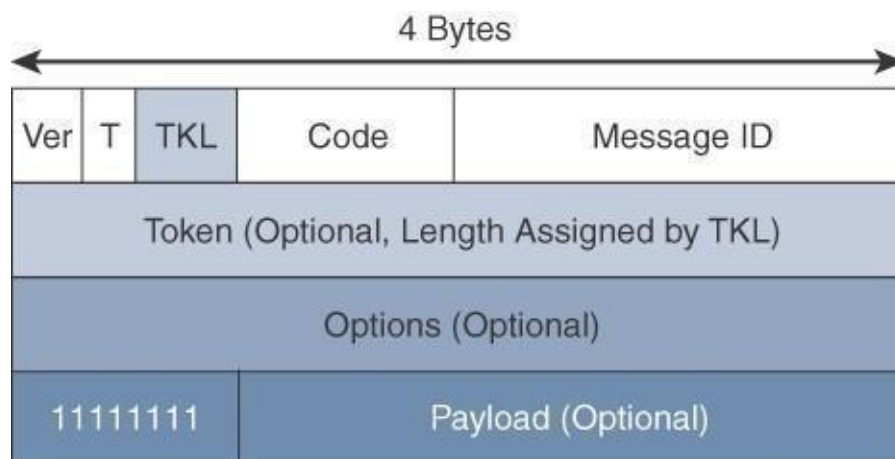 4 Bytes
Ver T TKL Code Message ID
Token (Optional, Length Assigned by TKL)
Options (Optional)
11111111 Payload (Optional)